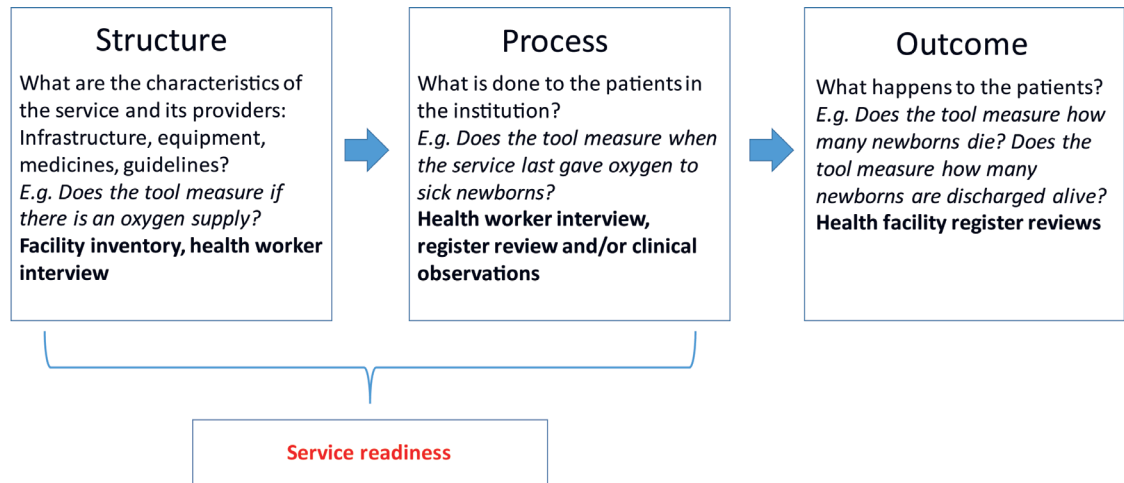 Structure
What are the characteristics of
the service and its providers:
Infrastructure, equipment,
medicines, guidelines?
E.g. Does the tool measure if
there is an oxygen supply?
Facility inventory, health worker
interview
Process
What is done to the patients in
the institution?
E.g. Does the tool measure when
the service last gave oxygen to
sick newborns?
Health worker interview,
register review and/or clinical
observations
Outcome
What happens to the patients?
E.g. Does the tool measure how
many newborns die? Does the
tool measure how many
newborns are discharged alive?
Health facility register reviews
Service readiness